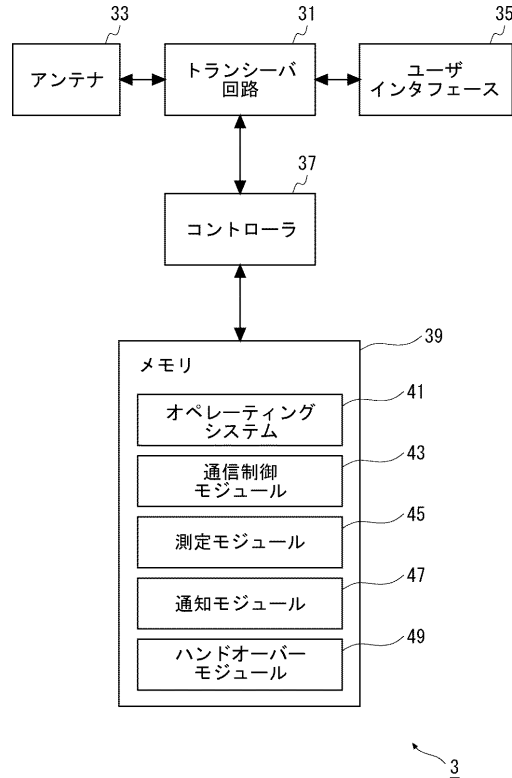 33
31
35
アンテナ
トランシーバ
回路
ユーザ
インタフェース
37
コントローラ
39
メモリ
41
オペレーティング
システム
43
通信制御
モジュール
45
測定モジュール
47
通知モジュール
49
ハンドオーバー
モジュール
3